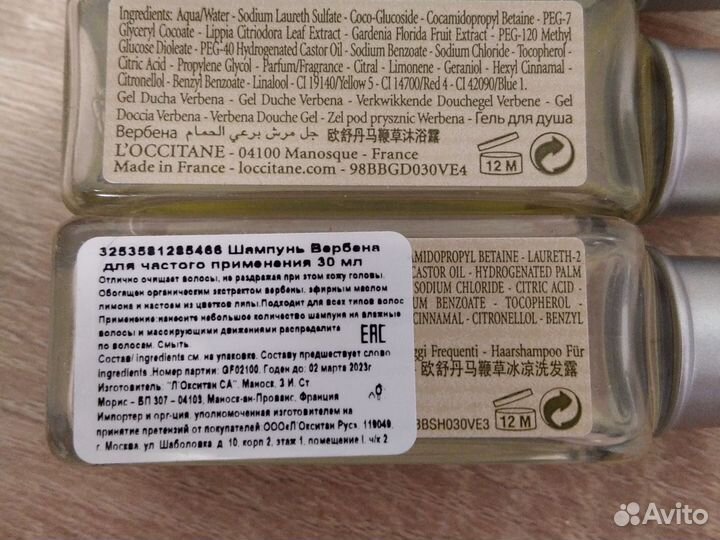 Ingredients: Aqua/Water - Sodium Laureth Sulfate - Coco-Glucoside - Cocamidopropyl Betaine - PEG-7
Glyceryl Cocoate - Lippia Citriodora Leaf Extract - Gardenia Florida Fruit Extract - PEG-120 Methyl
Glucose Dioleate - PEG-40 Hydrogenated Castor Oil - Sodium Benzoate - Sodium Chloride - Tocopherol -
Citric Acid - Propylene Glycol - Parfum/Fragrance - Citral - Limonene - Geraniol - Hexyl Cinnamal -
Citronellol - Benzyl Benzoate - Linalool - CI 19140/Yellow 5 - CI 14700/Red 4 - CI 42090/Blue 1.
Gel Ducha Verbena - Gel Duche Verbena - Verkwikkende Douchegel Verbene - Gel
Doccia Verbena - Verbena Duche Gel - Żel pod prysznic Werbena - Гель для душа
Вербена جل مرش برعي الحمام 欧舒丹马鞭草沐浴露
L'OCCITANE - 04100 Manosque - France
Made in France - loccitane.com - 98BBGD030VE4
12 M
3253581285466 Шампунь Вербена
для частого применения 30 мл
Отлично очищает волосы, не раздражая при этом кожу головы.
Обогащен органическим экстрактом вербены, эфирным маслом
лимона и настоем из цветков липы.Подходит для всех типов волос
Применение:нанесите небольшое количество шампуня на влажные
волосы и массирующими движениями распределите
по волосам. Смыть.
EAC
Состав/ ingredients см. на упаковке. Составу предшествует слово
ingredients .Номер партии: GF02100. Годен до: 02 марта 2023г
Изготовитель: "Л'Окситан СА". Маноск. З.И. Ст
Морис - БП 307 - 04103, Маноск-ан-Прованс, Франция
Импортер и орг-ция, уполномоченная изготовителем на
принятие претензий от покупателей:ООО«Л'Окситан Рус», 119049,
г. Москва, ул. Шаболовка д. 10, корп 2, этаж 1, помещение I, ч/к 2
AMIDOPROPYL BETAINE - LAURETH-2
CASTOR OIL - HYDROGENATED PALM
SODIUM CHLORIDE - CITRIC ACID -
UM BENZOATE - TOCOPHEROL -
CINNAMAL - CITRONELLOL - BENZYL
ggi Frequenti - Haarshampoo Für
欧舒丹马鞭草冰凉洗发露
BBSH030VE3
12 M
Avito